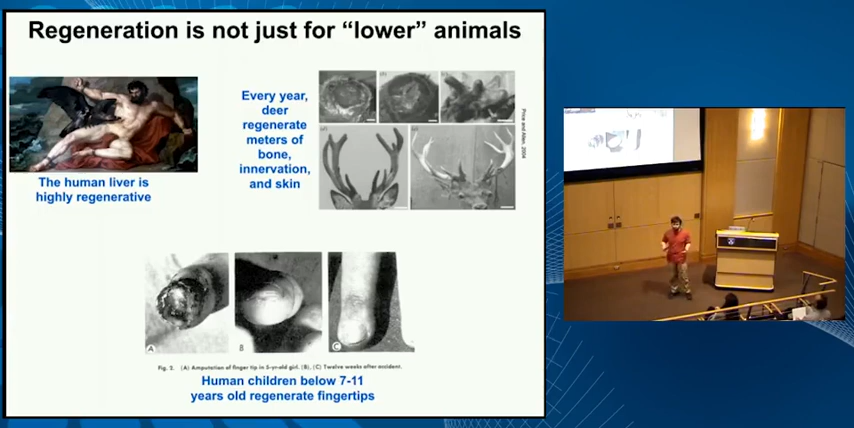 Regeneration is not just for “lower” animals
The human liver is
highly regenerative
Every year,
deer
regenerate
meters of
bone,
innervation,
and skin
Price and Allen, 2004
A
B
C
Fig. 2. (A) Amputation of finger tip in 5-yr-old girl. (B), (C) Twelve weeks after accident.
Human children below 7-11
years old regenerate fingertips